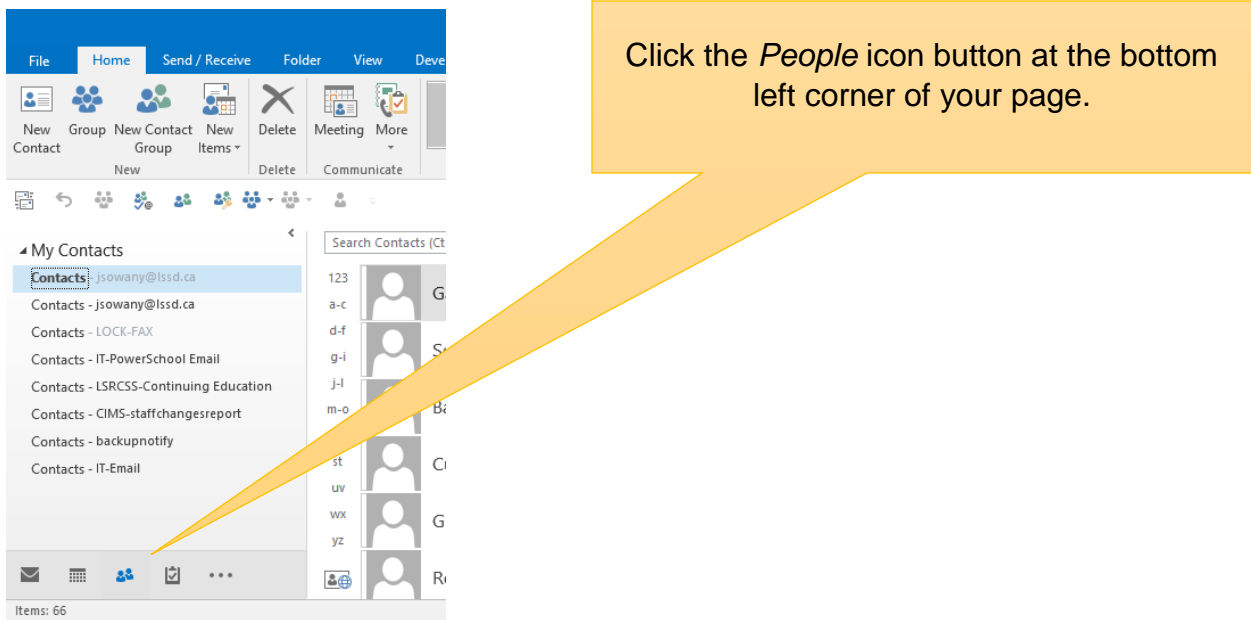 Click the People icon button at the bottom
left corner of your page.
File Home Send / Receive Folder View Deve
New Contact
Group
New Contact Group
New Items
Delete
Meeting
More
New Delete Communicate
My Contacts
Search Contacts (Ct
Contacts - jsowany@lssd.ca
Contacts - jsowany@lssd.ca
Contacts - LOCK-FAX
Contacts - IT-PowerSchool Email
Contacts - LSRCSS-Continuing Education
Contacts - CIMS-staffchangesreport
Contacts - backupnotify
Contacts - IT-Email
123
a-c
d-f
g-i
j-l
m-o
st
uv
wx
yz
Ba
G
Items: 66